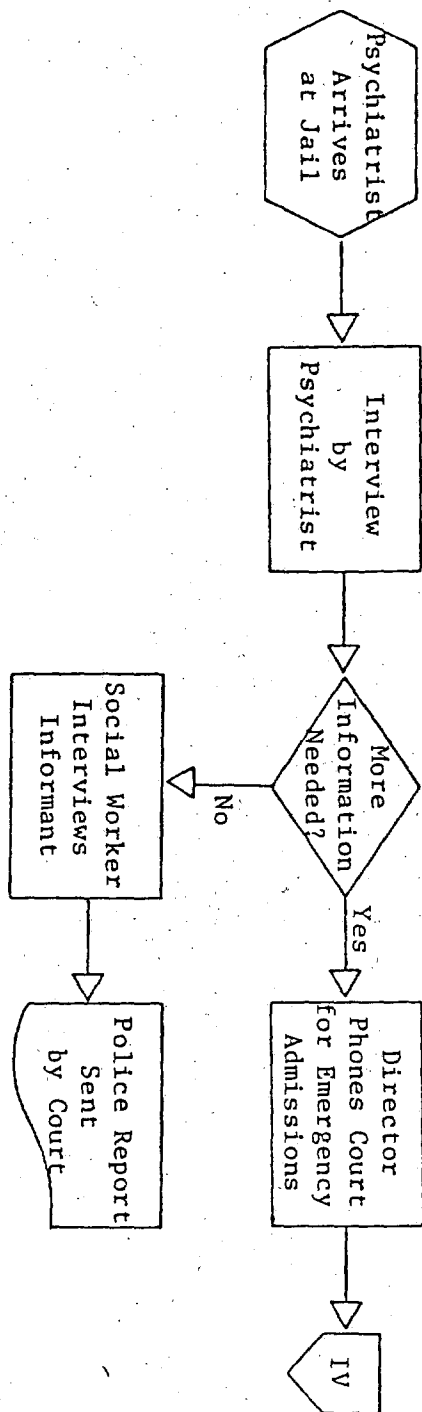 Psychiatrist
Arrives
at Jail
Interview
by
Psychiatrist
More
Information
Needed?
Yes
Director
Phones Court
for Emergency
Admissions
IV
No
Social Worker
Interviews
Informant
Police Report
Sent
by Court